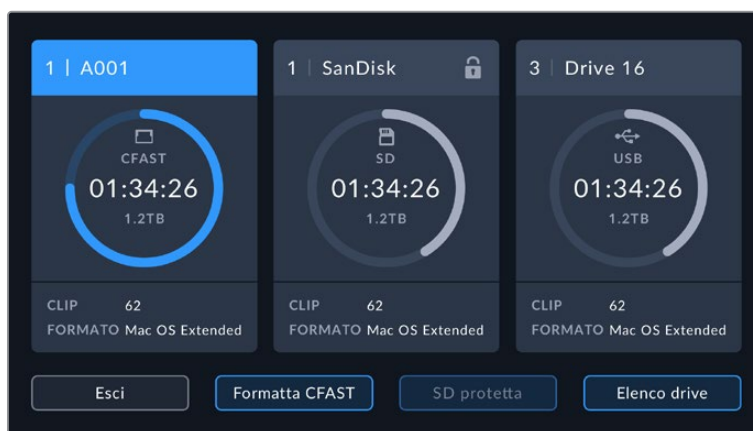 1 | A001
CFAST
01:34:26
1.2TB
CLIP 62
FORMATO Mac OS Extended
1 | SanDisk
SD
01:34:26
1.2TB
CLIP 62
FORMATO Mac OS Extended
3 | Drive 16
USB
01:34:26
1.2TB
CLIP 62
FORMATO Mac OS Extended
Esci
Formatta CFAST
SD protetta
Elenco drive